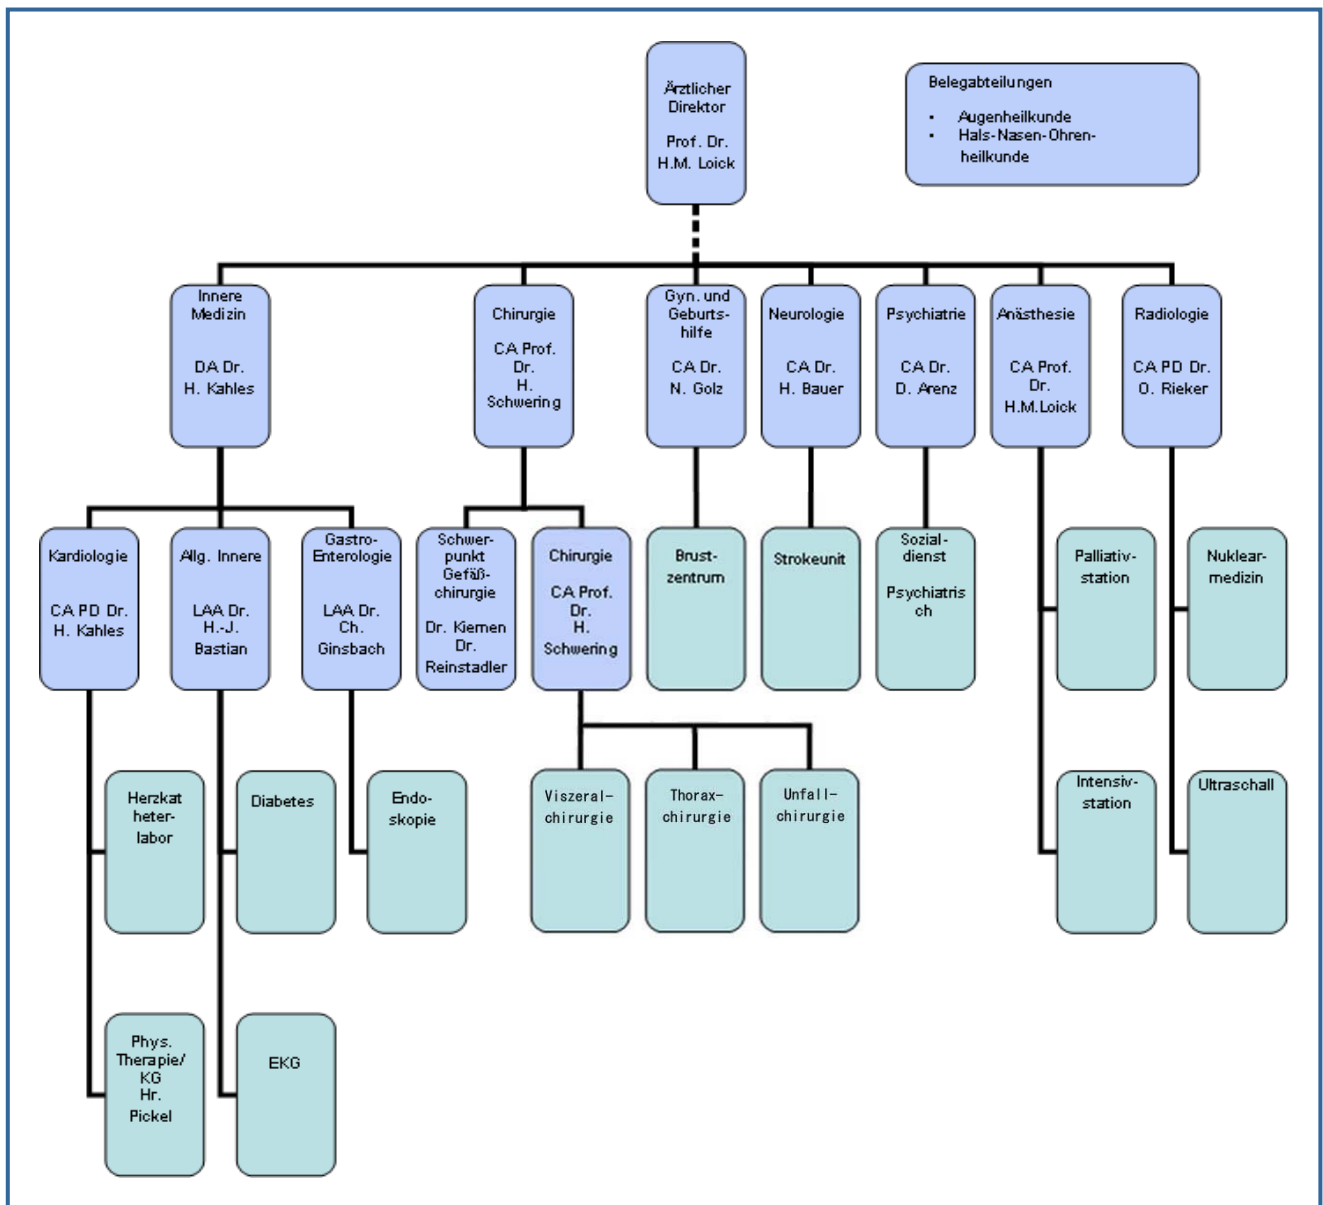 Ärztlicher
Direktor
Prof. Dr.
H.M. Loick
Belegabteilungen
• Augenheilkunde
• Hals-Nasen-Ohren-
heilkunde
Innere
Medizin
DA Dr.
H. Kahles
Chirurgie
CA Prof.
Dr.
H.
Schwering
Gyn. und
Geburts-
hilfe
CA Dr.
N. Golz
Neurologie
CA Dr.
H. Bauer
Psychiatrie
CA Dr.
D. Arenz
Anästhesie
CA Prof.
Dr.
H.M.Loick
Radiologie
CA PD Dr.
O. Rieker
Kardiologie
CA PD Dr.
H. Kahles
Allg. Innere
LAA Dr.
H.-J.
Bastian
Gastro-
Enterologie
LAA Dr.
Ch.
Ginsbach
Schwer-
punkt
Gefäß-
chirurgie
Dr. Kiernen
Dr.
Reinstadler
Chirurgie
CA Prof.
Dr.
H.
Schwering
Brust-
zentrum
Strokeunit
Sozial-
dienst
Psychiatris
ch
Palliativ-
station
Nuklear-
medizin
Herzkat
heter-
labor
Diabetes
Endo-
skopie
Viszeral-
chirurgie
Thorax-
chirurgie
Unfall-
chirurgie
Intensiv-
station
Ultraschall
Phys.
Therapie/
KG
Hr.
Pickel
EKG